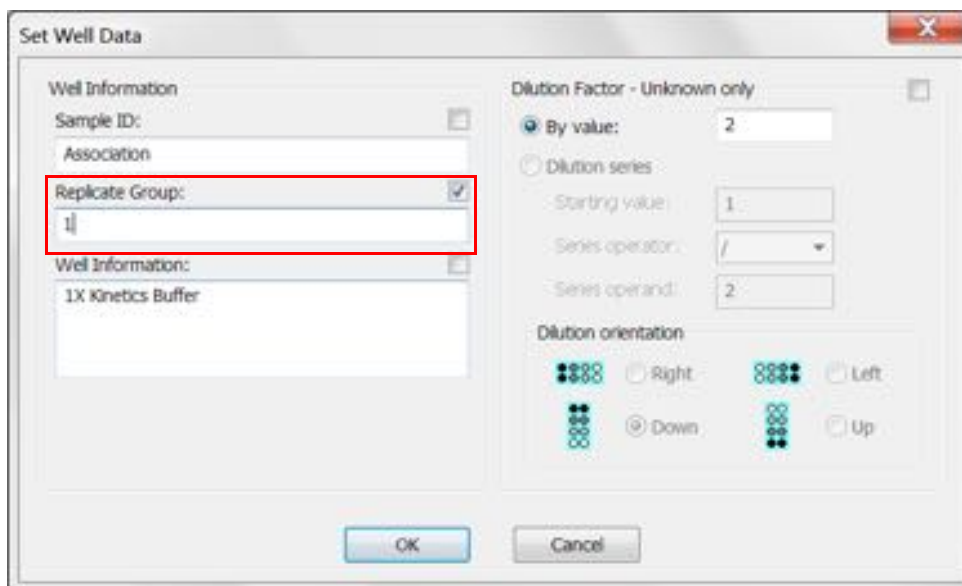 Set Well Data
Well Information
Sample ID:
Association
Replicate Group:
1
Well Information:
1X Kinetics Buffer
Dilution Factor - Unknown only
By value:
2
Dilution series
Starting value:
1
Series operator:
/
Series operand:
2
Dilution orientation
Right
Left
Down
Up
OK
Cancel